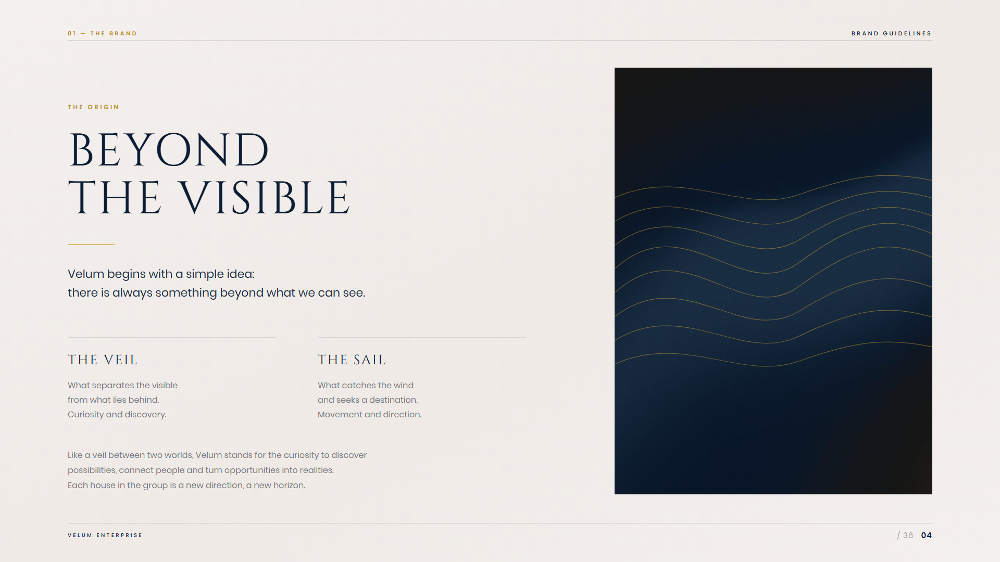 01 — THE BRAND
BRAND GUIDELINES
THE ORIGIN
BEYOND
THE VISIBLE
Velum begins with a simple idea:
there is always something beyond what we can see.
THE VEIL
What separates the visible
from what lies behind.
Curiosity and discovery.
THE SAIL
What catches the wind
and seeks a destination.
Movement and direction.
Like a veil between two worlds, Velum stands for the curiosity to discover
possibilities, connect people and turn opportunities into realities.
Each house in the group is a new direction, a new horizon.
VELUM ENTERPRISE
/ 36 04